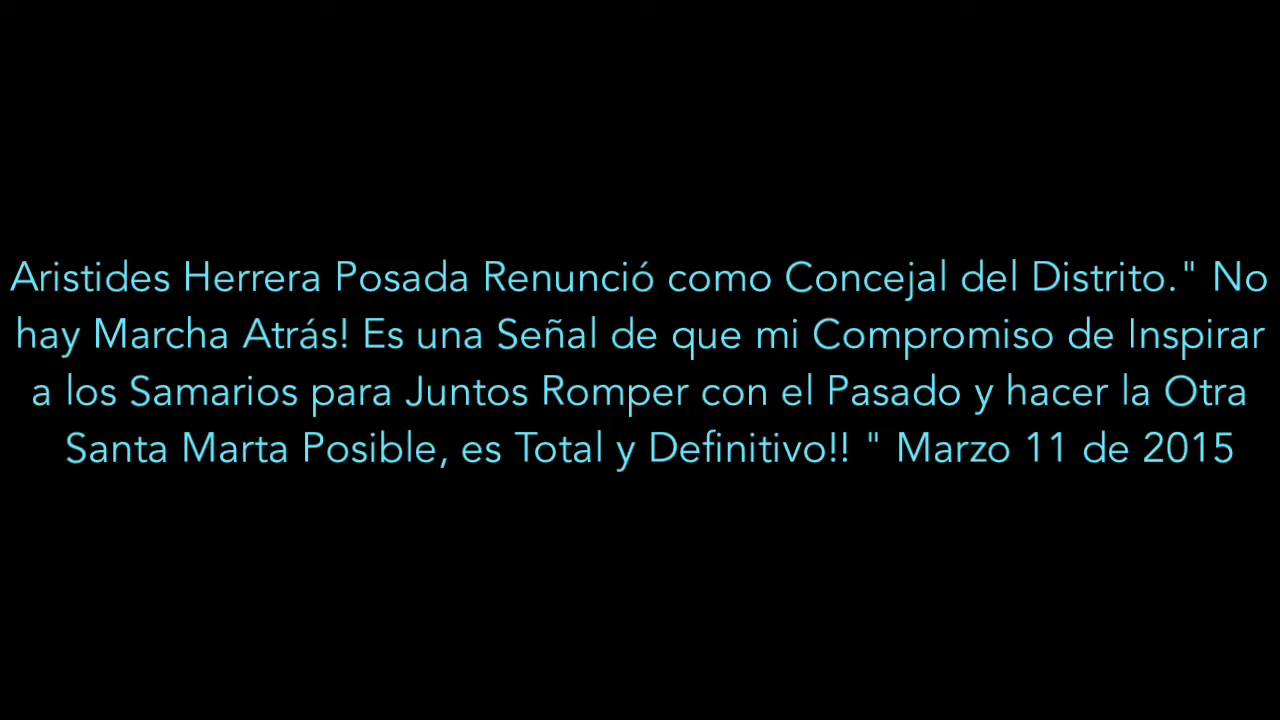 Aristides Herrera Posada Renunció como Concejal del Distrito." No
hay Marcha Atrás! Es una Señal de que mi Compromiso de Inspirar
a los Samarios para Juntos Romper con el Pasado y hacer la Otra
Santa Marta Posible, es Total y Definitivo!! " Marzo 11 de 2015